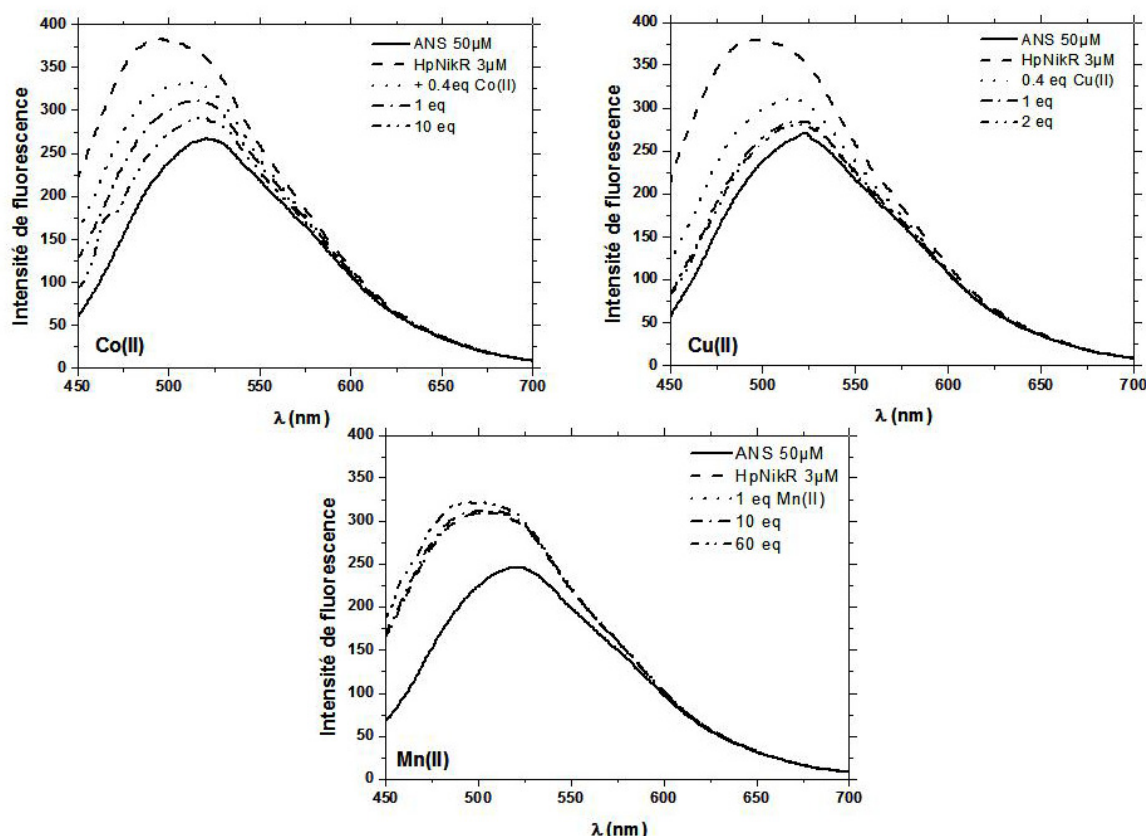 Intensité de fluorescence
400
350
300
250
200
150
100
50
0
ANS 50µM
HpNikR 3µM
+ 0.4eq Co(II)
1 eq
10 eq
Co(II)
450 500 550 600 650 700
λ (nm)
Intensité de fluorescence
400
350
300
250
200
150
100
50
0
ANS 50µM
HpNikR 3µM
0.4 eq Cu(II)
1 eq
2 eq
Cu(II)
450 500 550 600 650 700
λ (nm)
Intensité de fluorescence
400
350
300
250
200
150
100
50
0
ANS 50µM
HpNikR 3µM
1 eq Mn(II)
10 eq
60 eq
Mn(II)
450 500 550 600 650 700
λ (nm)